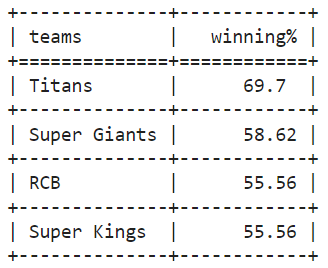 +--------------+------------+
| teams        |   winning% |
+==============+============+
| Titans       |      69.7  |
+--------------+------------+
| Super Giants |      58.62 |
+--------------+------------+
| RCB          |      55.56 |
+--------------+------------+
| Super Kings  |      55.56 |
+--------------+------------+